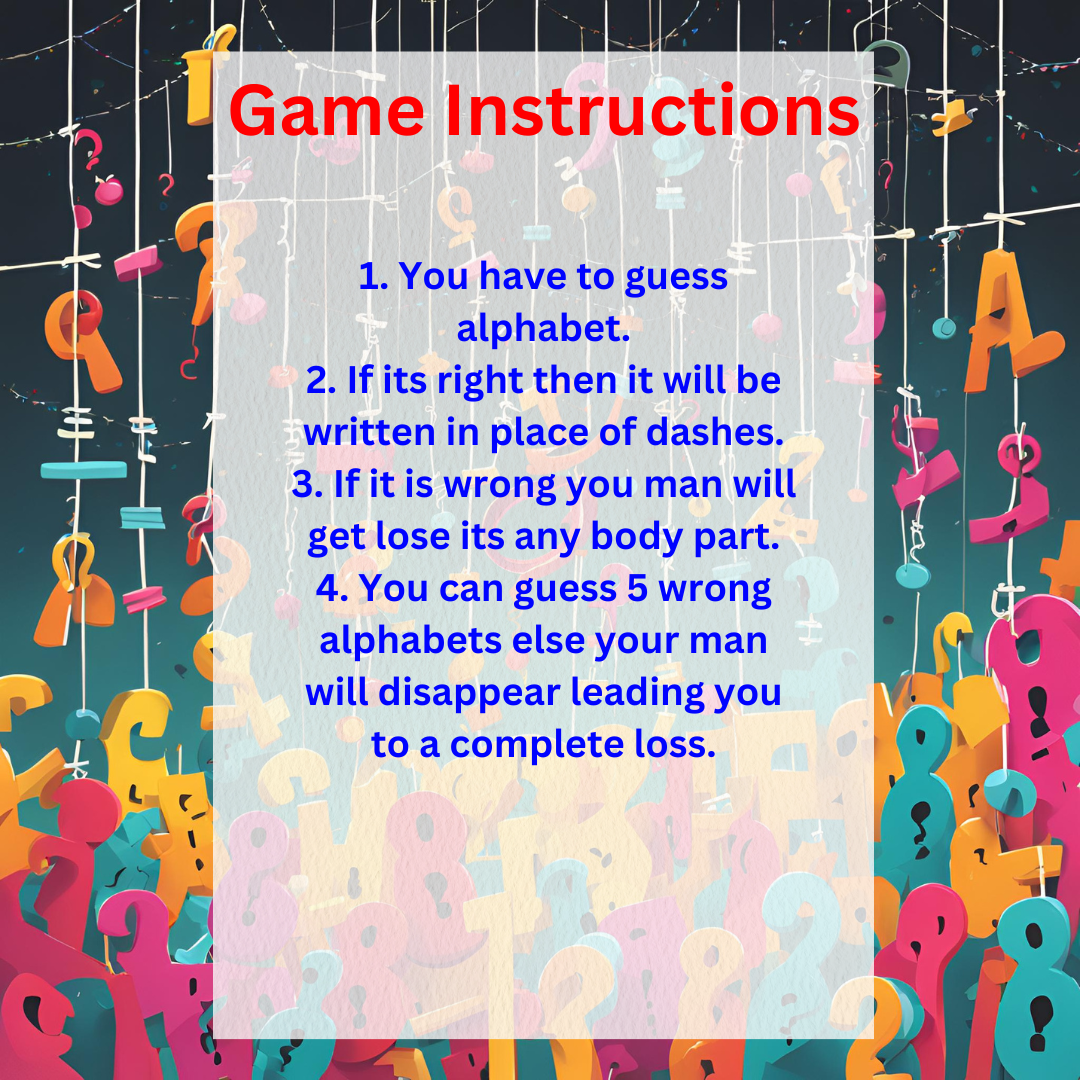 Game Instructions
1. You have to guess
alphabet.
2. If its right then it will be
written in place of dashes.
3. If it is wrong you man will
get lose its any body part.
4. You can guess 5 wrong
alphabets else your man
will disappear leading you
to a complete loss.